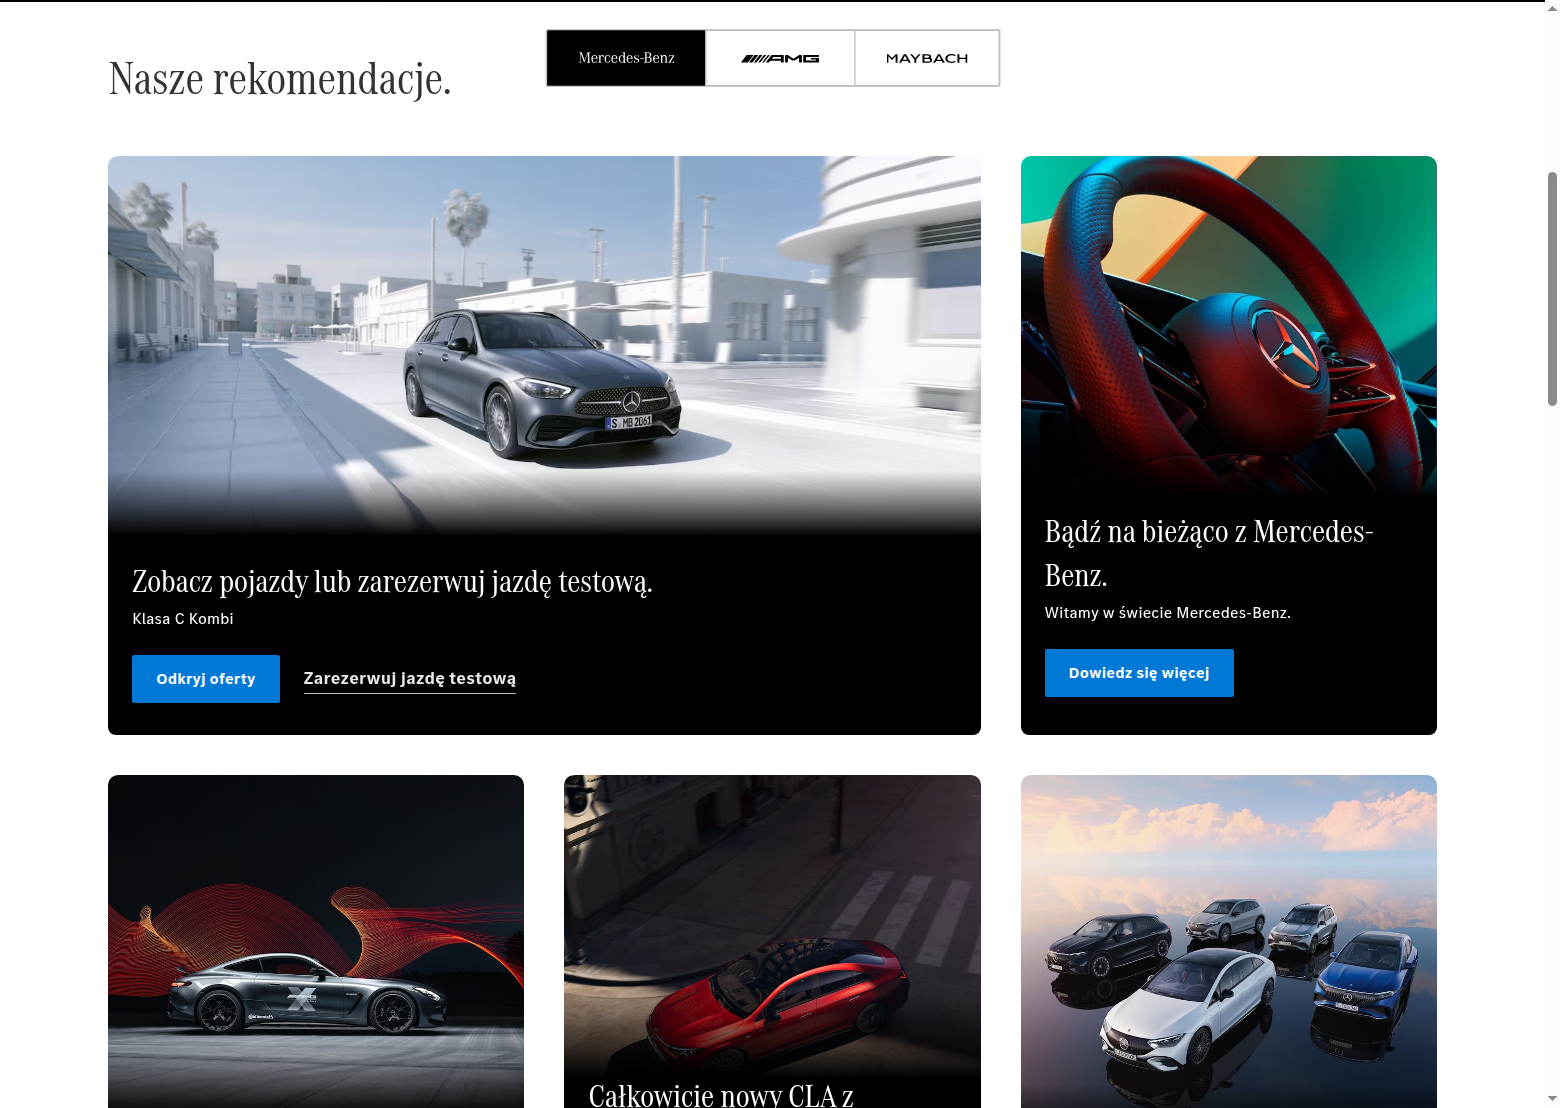 Nasze rekomendacje.
Mercedes-Benz
AMG
MAYBACH
S MB 2061
Zobacz pojazdy lub zarezerwuj jazdę testową.
Klasa C Kombi
Odkryj oferty
Zarezerwuj jazdę testową
Bądź na bieżąco z Mercedes-
Benz.
Witamy w świecie Mercedes-Benz.
Dowiedz się więcej
Całkowicie nowy CLA z